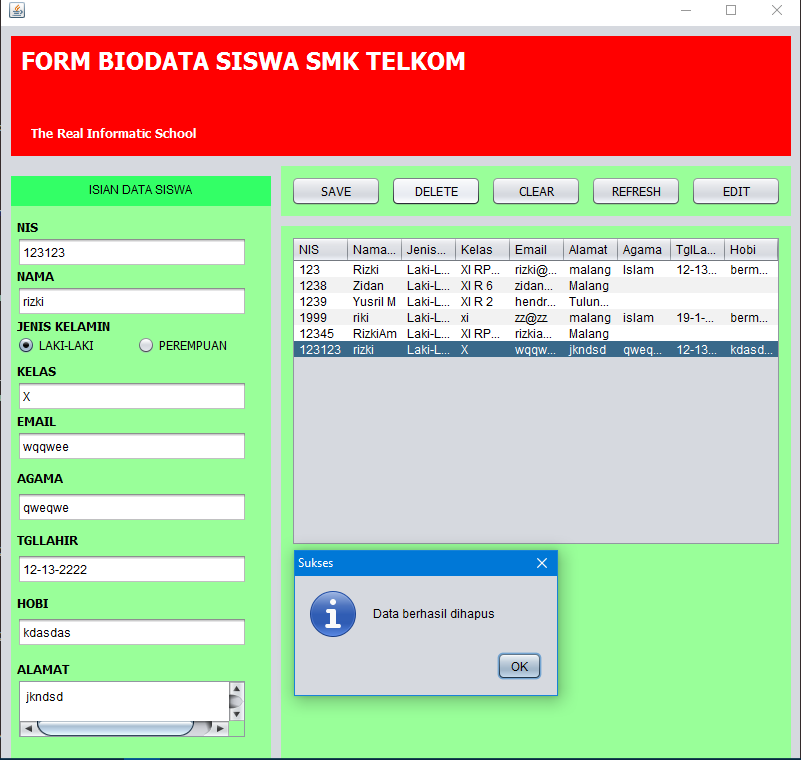 FORM BIODATA SISWA SMK TELKOM
The Real Informatic School
ISIAN DATA SISWA
NIS
123123
NAMA
rizki
JENIS KELAMIN
LAKI-LAKI PEREMPUAN
KELAS
X
EMAIL
wqqwee
AGAMA
qweqwe
TGLLAHIR
12-13-2222
HOBI
kdasdas
ALAMAT
jkndsd
SAVE DELETE CLEAR REFRESH EDIT
NIS Nama... Jenis... Kelas Email Alamat Agama TglLa... Hobi
123 Rizki Laki-L... XI RP... rizki@... malang Islam 12-13... berm...
1238 Zidan Laki-L... XI R 6 zidan... Malang
1239 Yusril M Laki-L... XI R 2 hendr... Tulun...
1999 riki Laki-L... xi zz@zz malang islam 19-1-... berm...
12345 RizkiAm Laki-L... XI RP... rizkia... Malang
123123 rizki Laki-L... X wqqw... jkndsd qweq... 12-13... kdasd...
Sukses
Data berhasil dihapus
OK